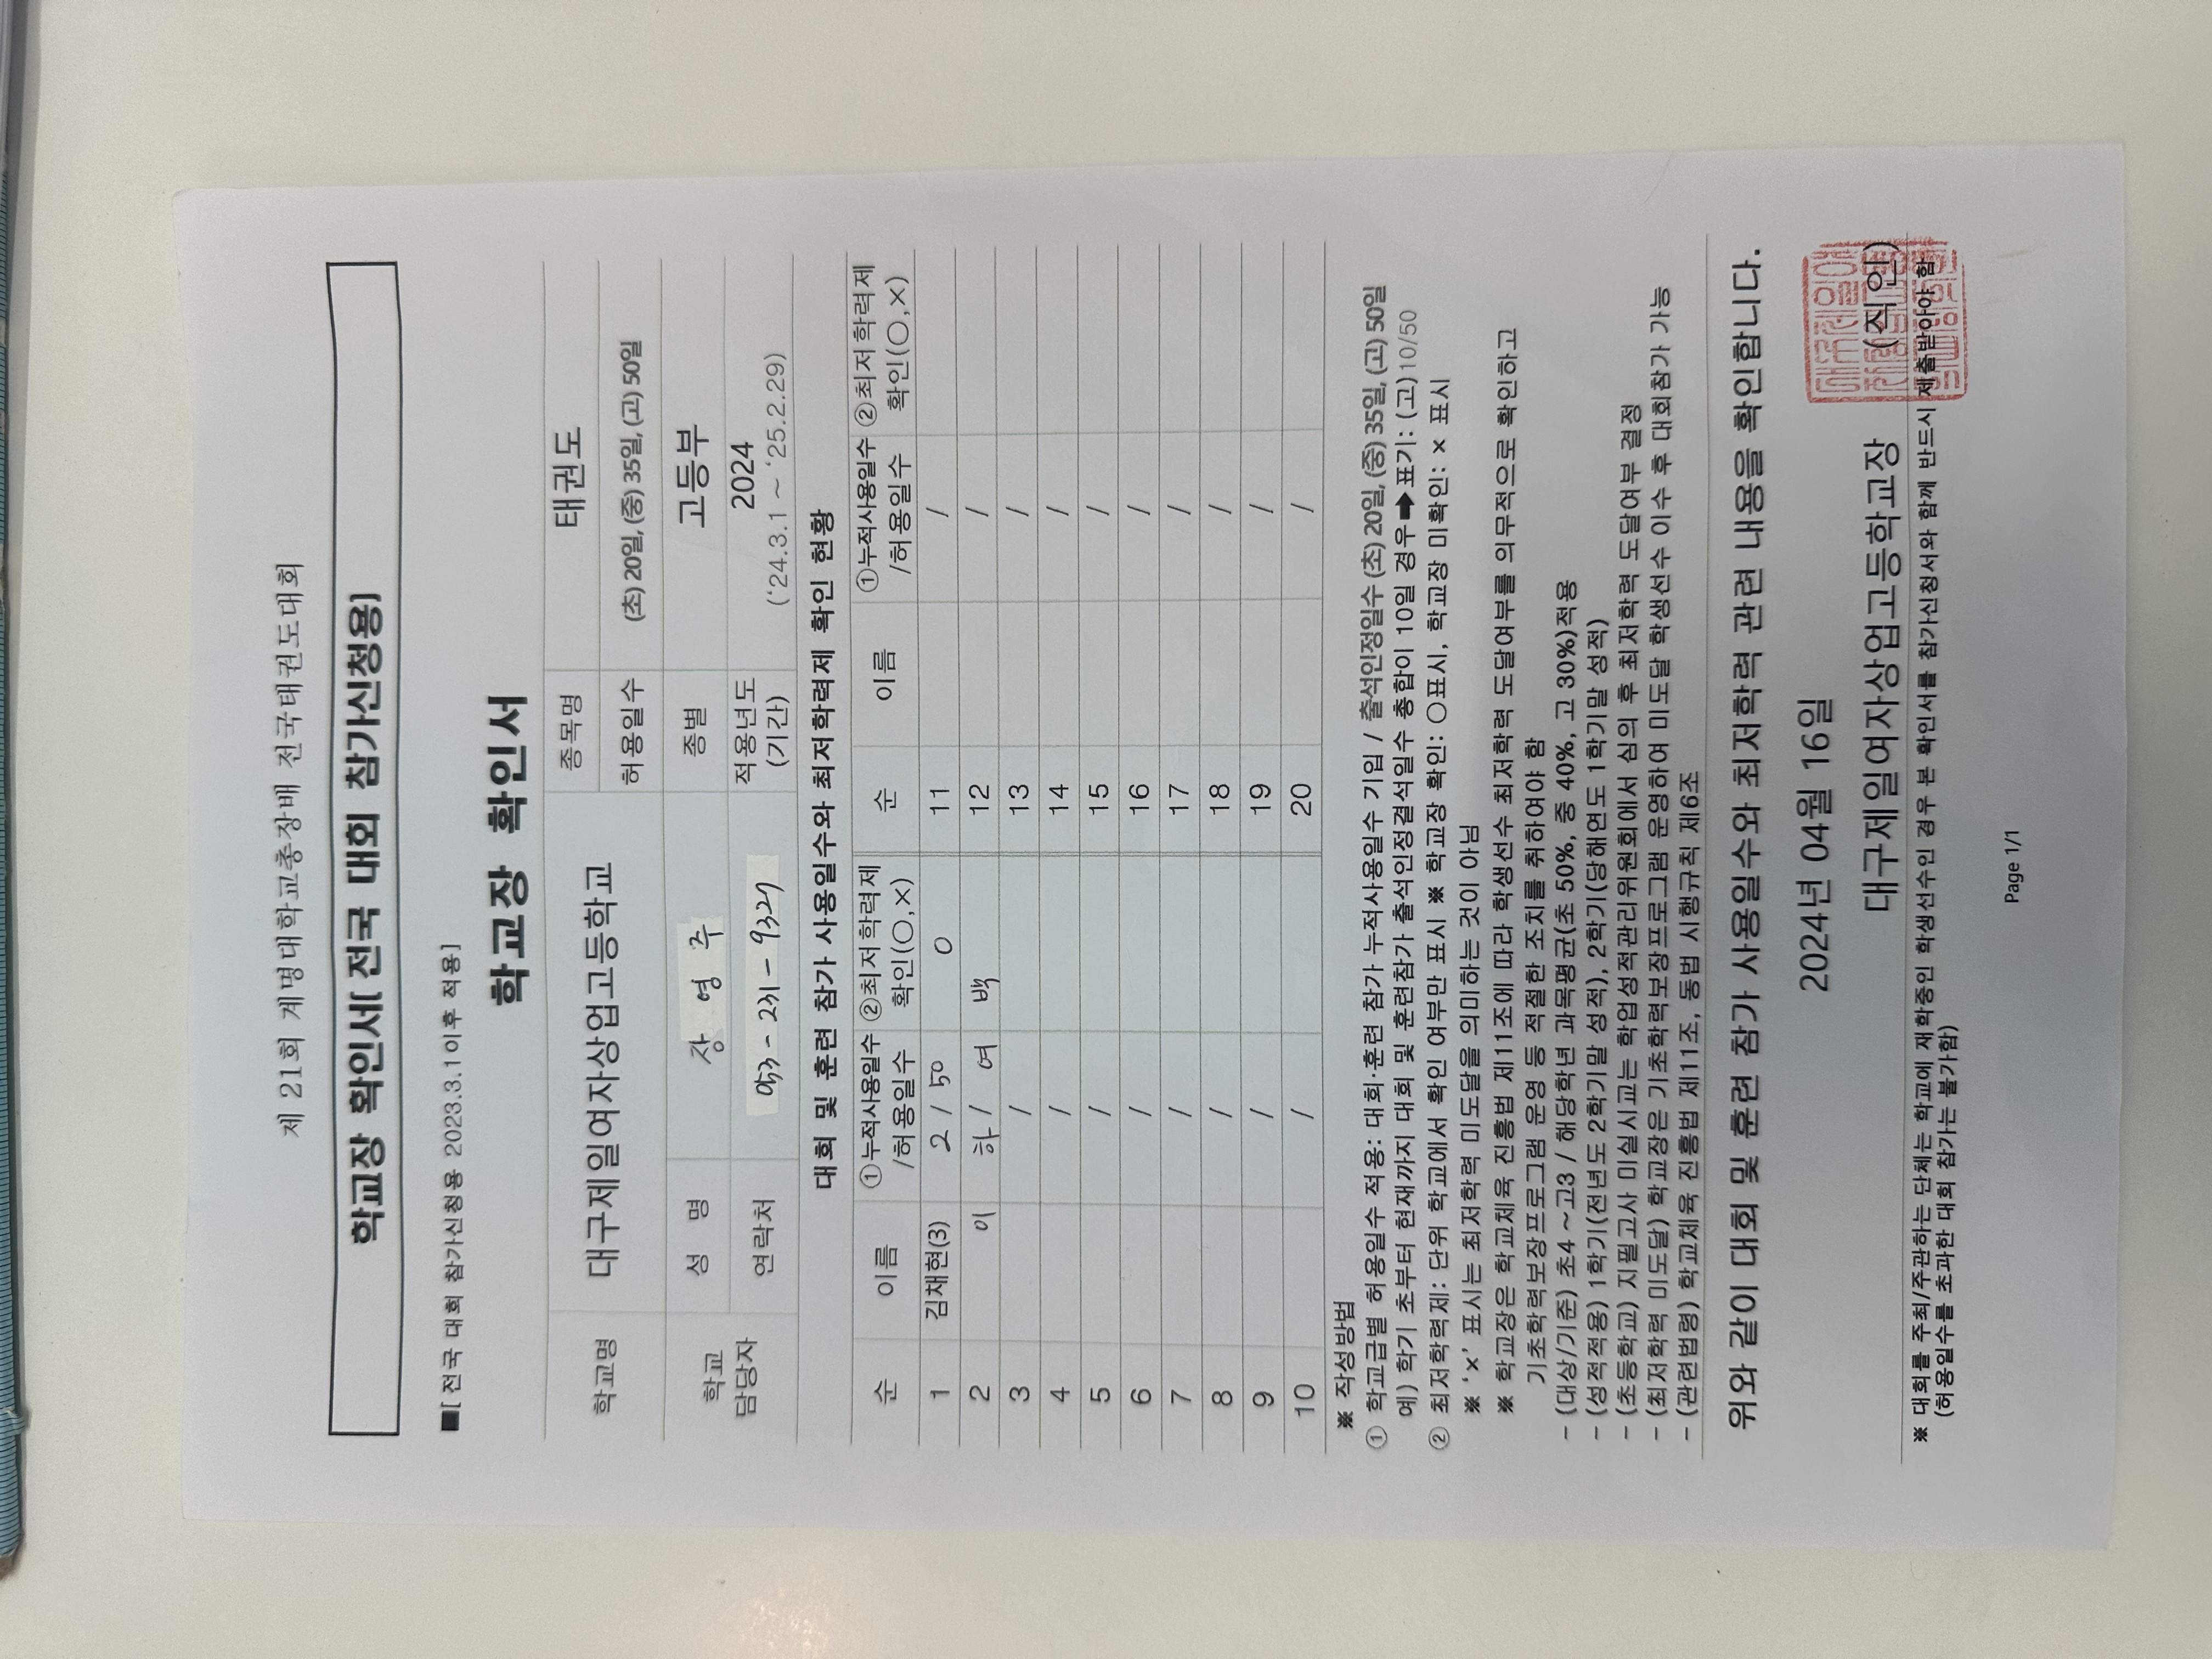 제 21회 계명대학교총장배 전국태권도대회
학교장 확인서[ 전국 대회 참가신청용]
■[ 전국 대회 참가신청용 2023.3.1이후 적용]
학교장 확인서
학교명 대구제일여자상업고등학교 종목명 태권도
허용일수 (초) 20일, (중) 35일, (고) 50일
학교 담당자 성 명 장 영 주 종별 고등부
연락처 053-231-9327 적용년도 (기간) 2024 ('24.3.1 ~ '25.2.29)
대회 및 훈련 참가 사용일수와 최저학력제 확인 현황
순 이름 ①누적사용일수 /허용일수 ②최저학력제 확인(○,×) 순 이름 ①누적사용일수 /허용일수 ②최저학력제 확인(○,×)
1 김채현(3) 2 / 50 0 11 /
2 이 하 / 여 백 12 /
3 / 13 /
4 / 14 /
5 / 15 /
6 / 16 /
7 / 17 /
8 / 18 /
9 / 19 /
10 / 20 /
※ 작성방법
① 학교급별 허용일수 적용: 대회·훈련 참가 누적사용일수 기입 / 출석인정일수 (초) 20일, (중) 35일, (고) 50일
예) 학기 초부터 현재까지 대회 및 훈련참가 출석인정결석일수 총합이 10일 경우➡표기: (고)10/50
② 최저학력제: 단위 학교에서 확인 여부만 표시 ※ 학교장 확인: ○표시, 학교장 미확인: × 표시
※ '×' 표시는 최저학력 미도달을 의미하는 것이 아님
※ 학교장은 학교체육 진흥법 제11조에 따라 학생선수 최저학력 도달여부를 의무적으로 확인하고
기초학력보장프로그램 운영 등 적절한 조치를 취하여야 함
- (대상/기준) 초4 ~ 고3 / 해당학년 과목평균(초 50%, 중 40%, 고 30%)적용
- (성적적용) 1학기(전년도 2학기말 성적), 2학기(당해연도 1학기말 성적)
- (초등학교) 지필고사 미실시교는 학업성적관리위원회에서 심의 후 최저학력 도달여부 결정
- (최저학력 미도달) 학교장은 기초학력보장프로그램 운영하여 미도달 학생선수 이수 후 대회참가 가능
- (관련법령) 학교체육 진흥법 제11조, 동법 시행규칙 제6조
위와 같이 대회 및 훈련 참가 사용일수와 최저학력 관련 내용을 확인합니다.
2024년 04월 16일
대구제일여자상업고등학교장 (직인)
※ 대회를 주최/주관하는 단체는 학교에 재학중인 학생선수인 경우 본 확인서를 참가신청서와 함께 반드시 제출받아야 함
(허용일수를 초과한 대회 참가는 불가함)
Page 1/1